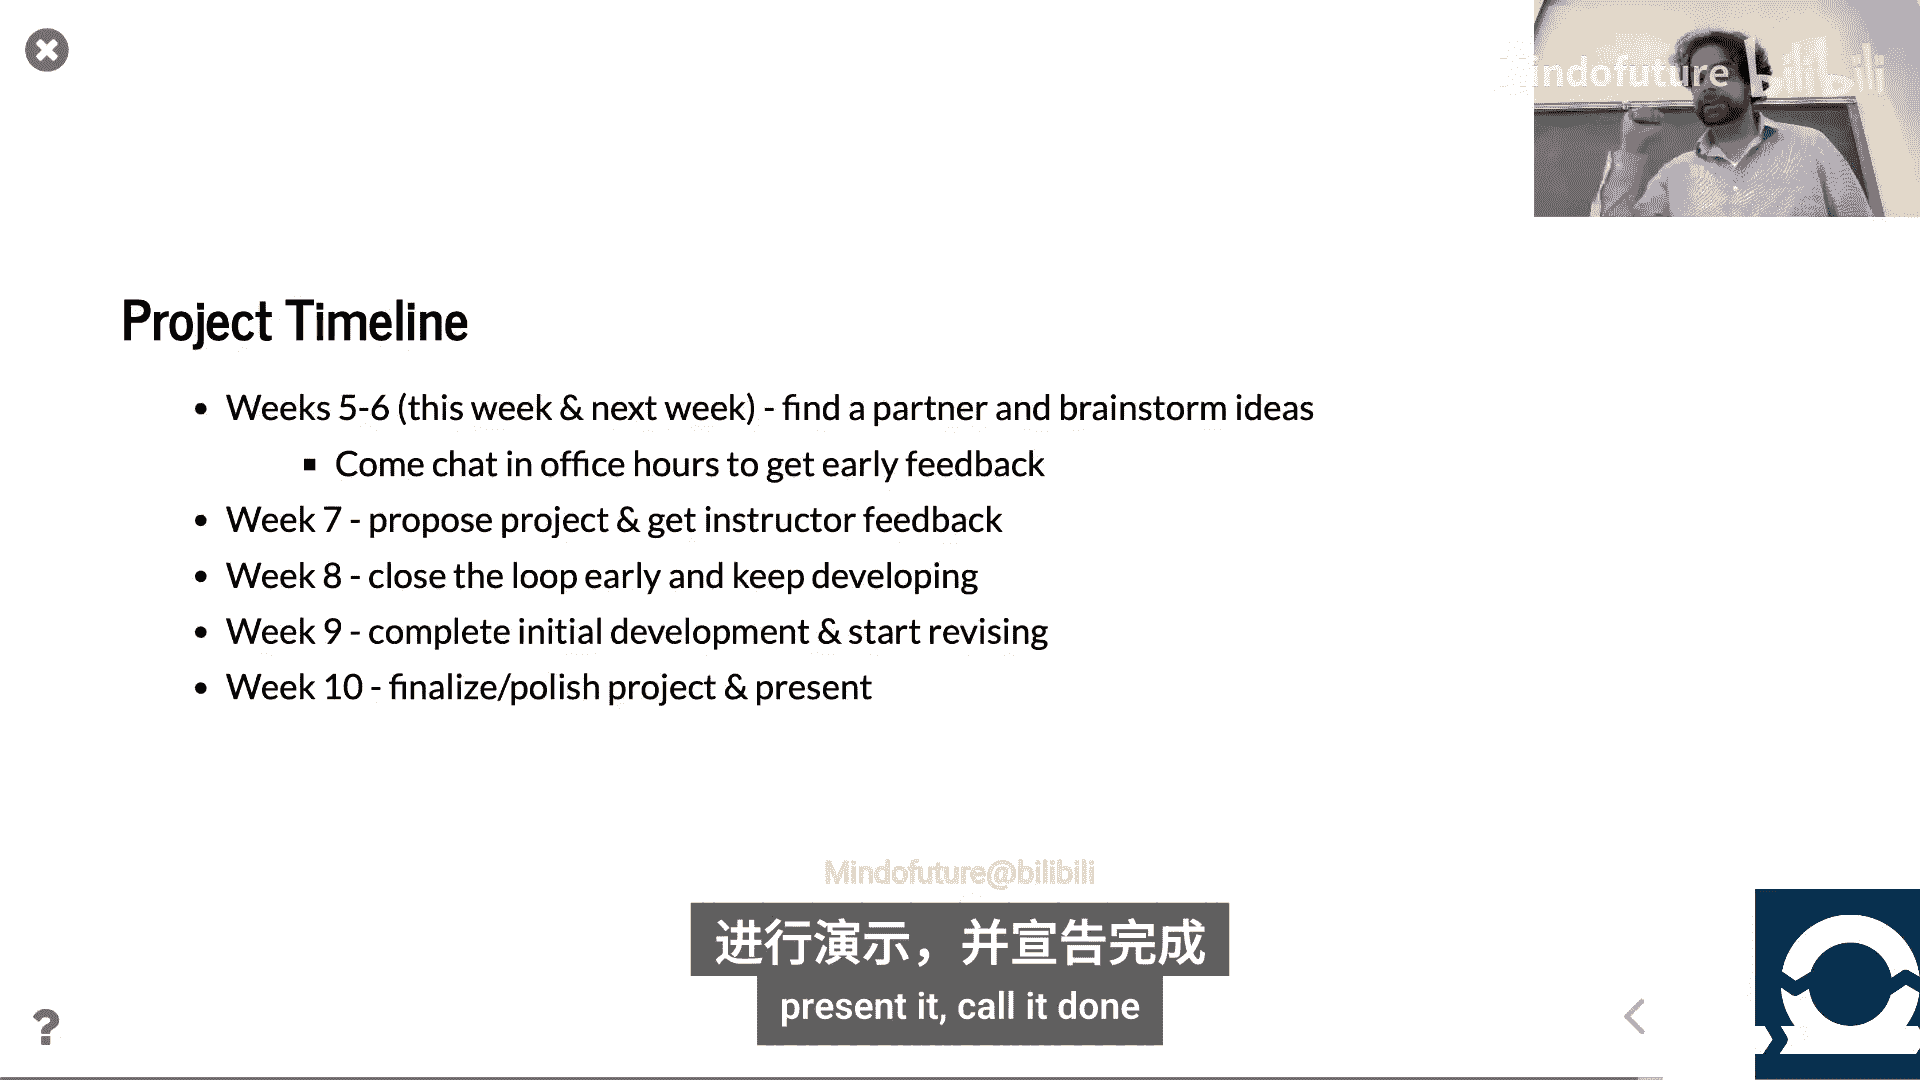 indofuture bilibili
Project Timeline
• Weeks 5-6 (this week & next week) - find a partner and brainstorm ideas
▪ Come chat in office hours to get early feedback
• Week 7 - propose project & get instructor feedback
• Week 8 - close the loop early and keep developing
• Week 9 - complete initial development & start revising
• Week 10 - finalize/polish project & present
Mindofuture@bilibili
进行演示，并宣告完成
present it, call it done
?